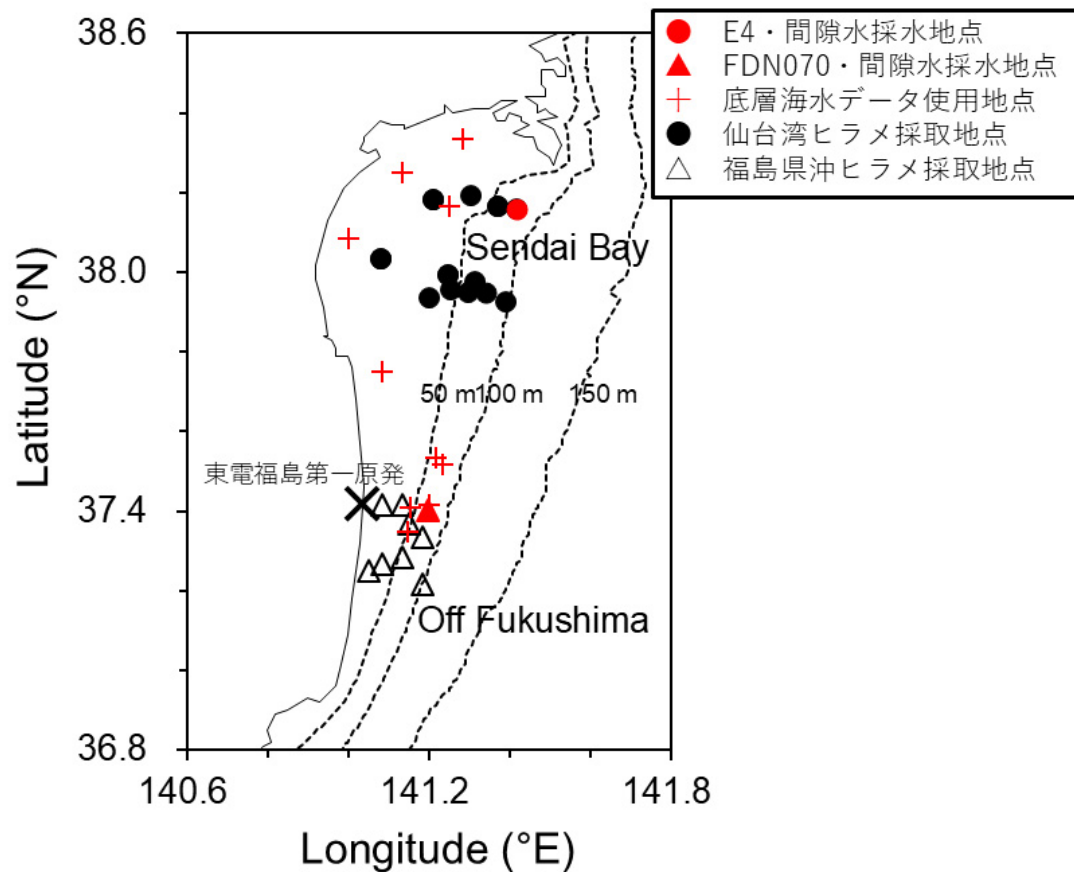 38.6
38.0
37.4
36.8
140.6
141.2
141.8
Latitude (°N)
Longitude (°E)
E4・間隙水採水地点
FDN070・間隙水採水地点
底層海水データ使用地点
仙台湾ヒラメ採取地点
福島県沖ヒラメ採取地点
Sendai Bay
50 m
100 m
150 m
東電福島第一原発
Off Fukushima